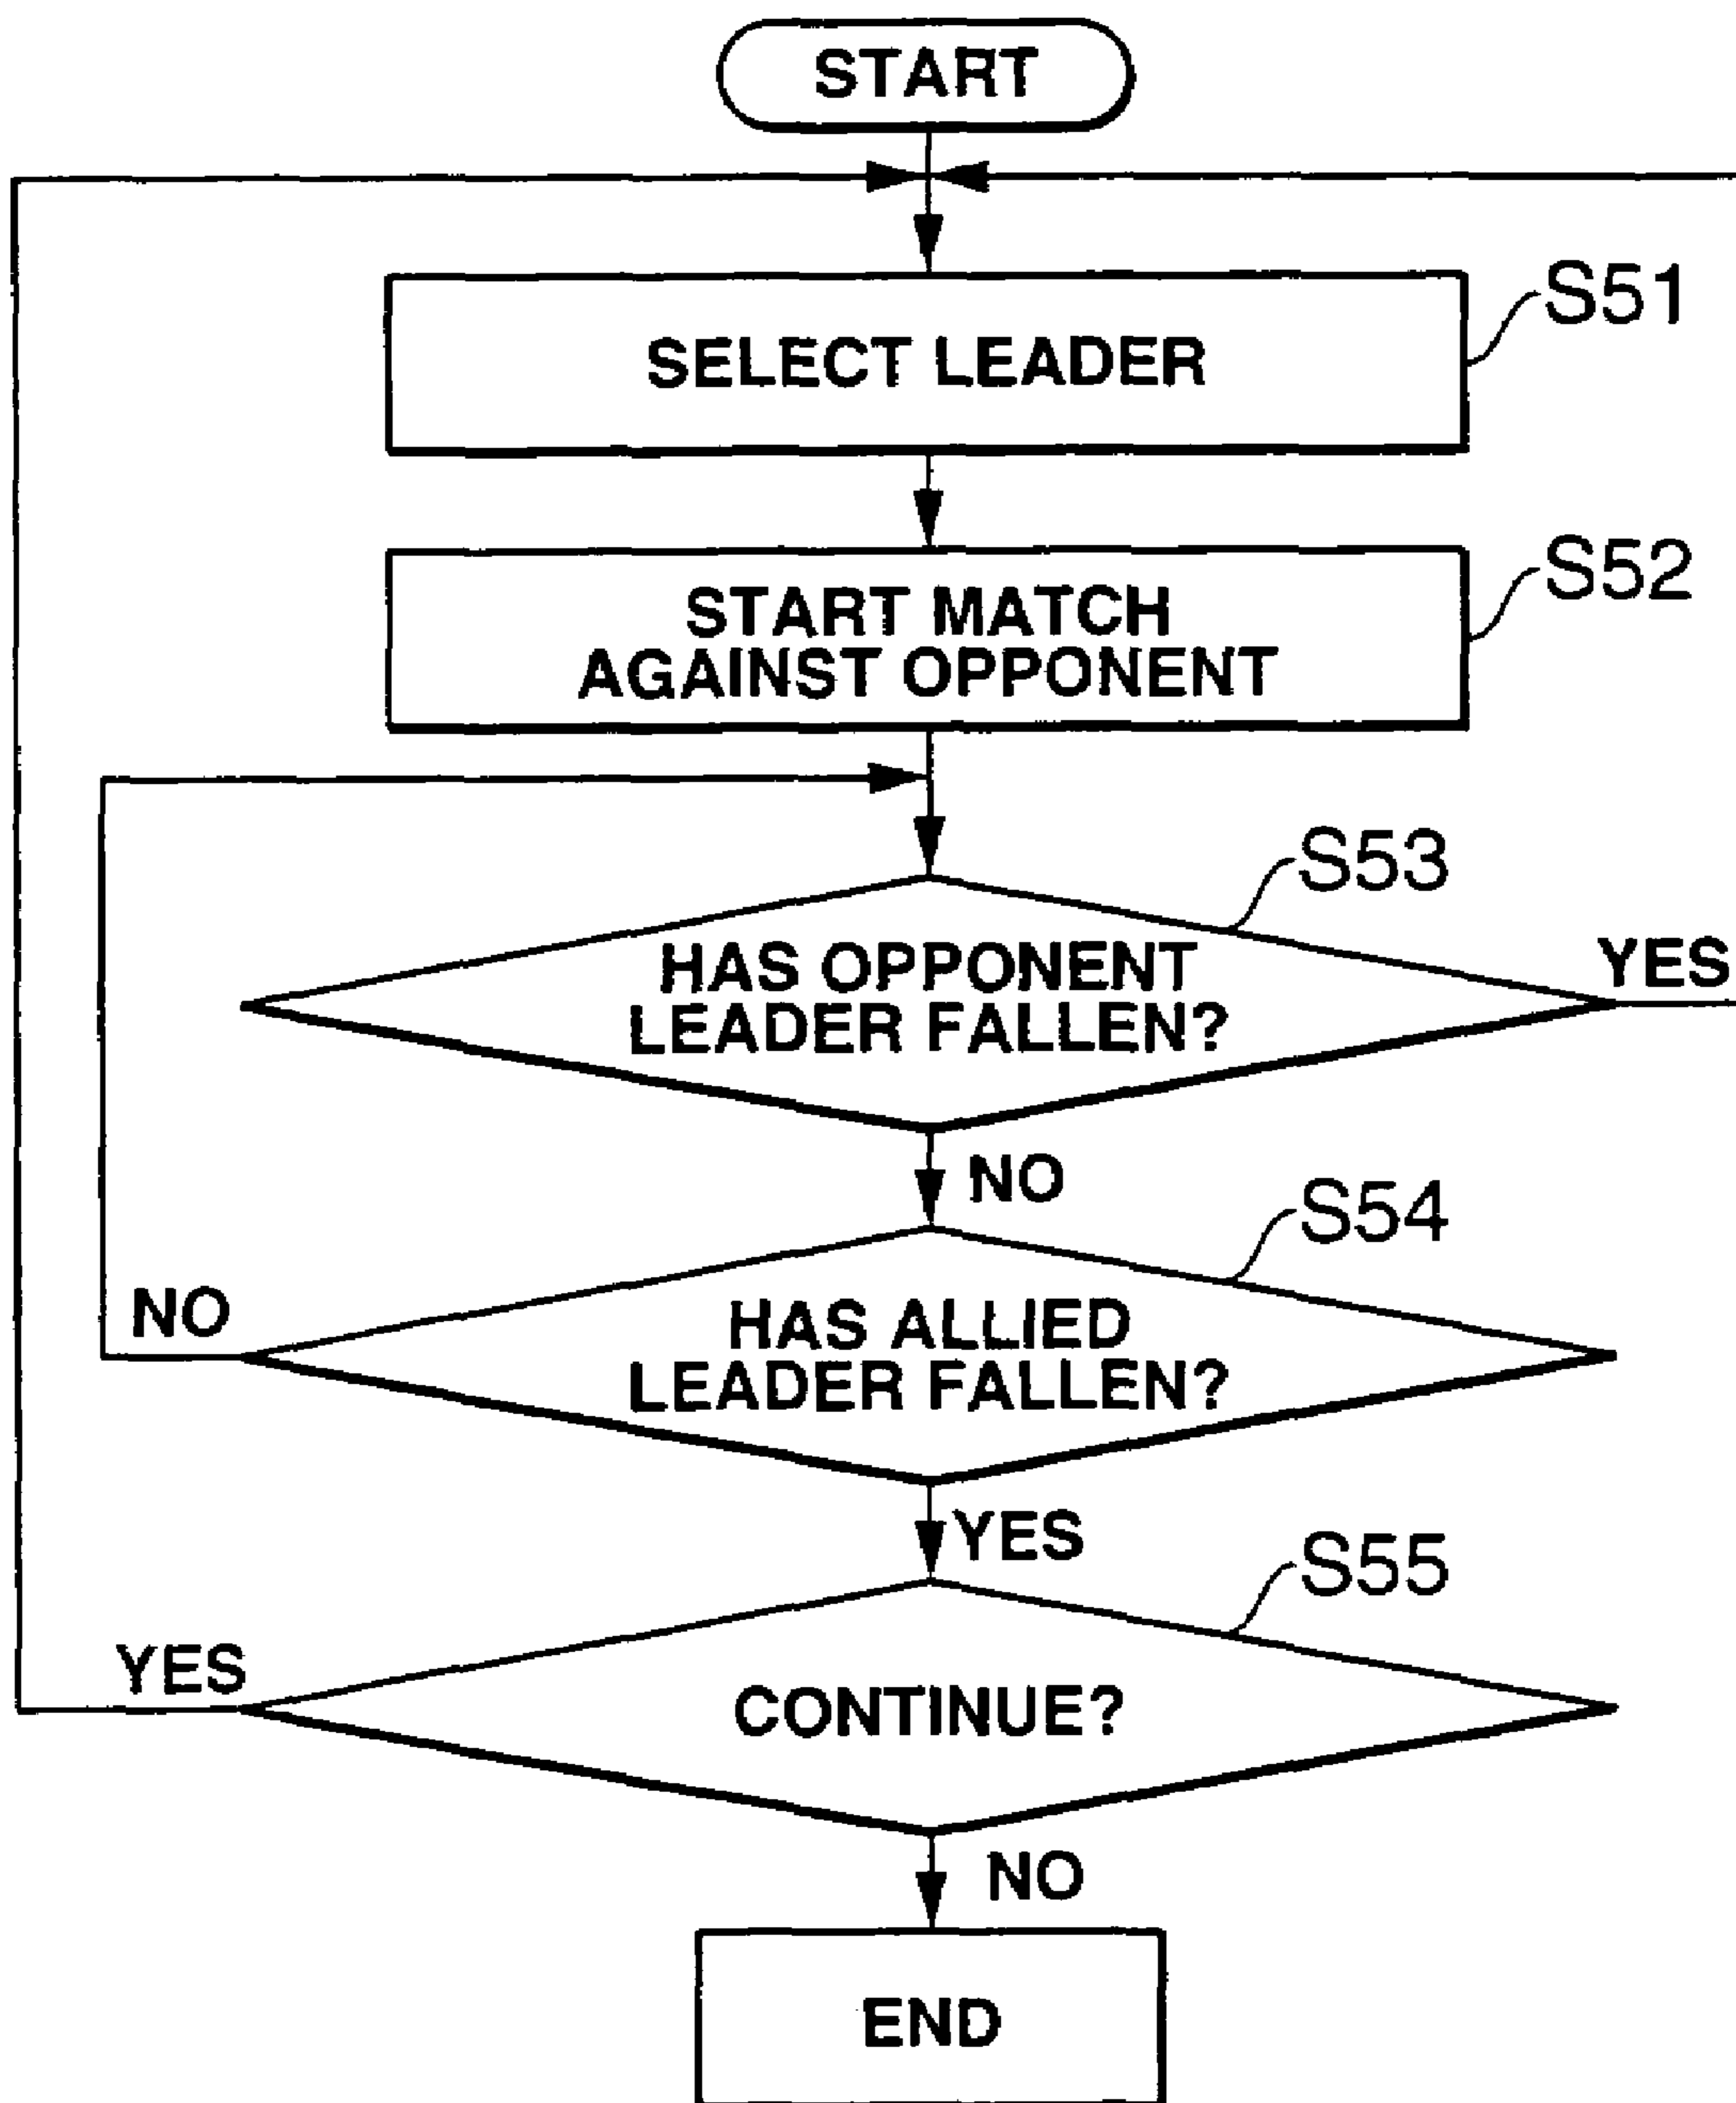 START
SELECT LEADER
S51
START MATCH
AGAINST OPPONENT
S52
S53
HAS OPPONENT
LEADER FALLEN?
YES
NO
S54
HAS ALLIED
LEADER FALLEN?
NO
YES
S55
CONTINUE?
YES
NO
END